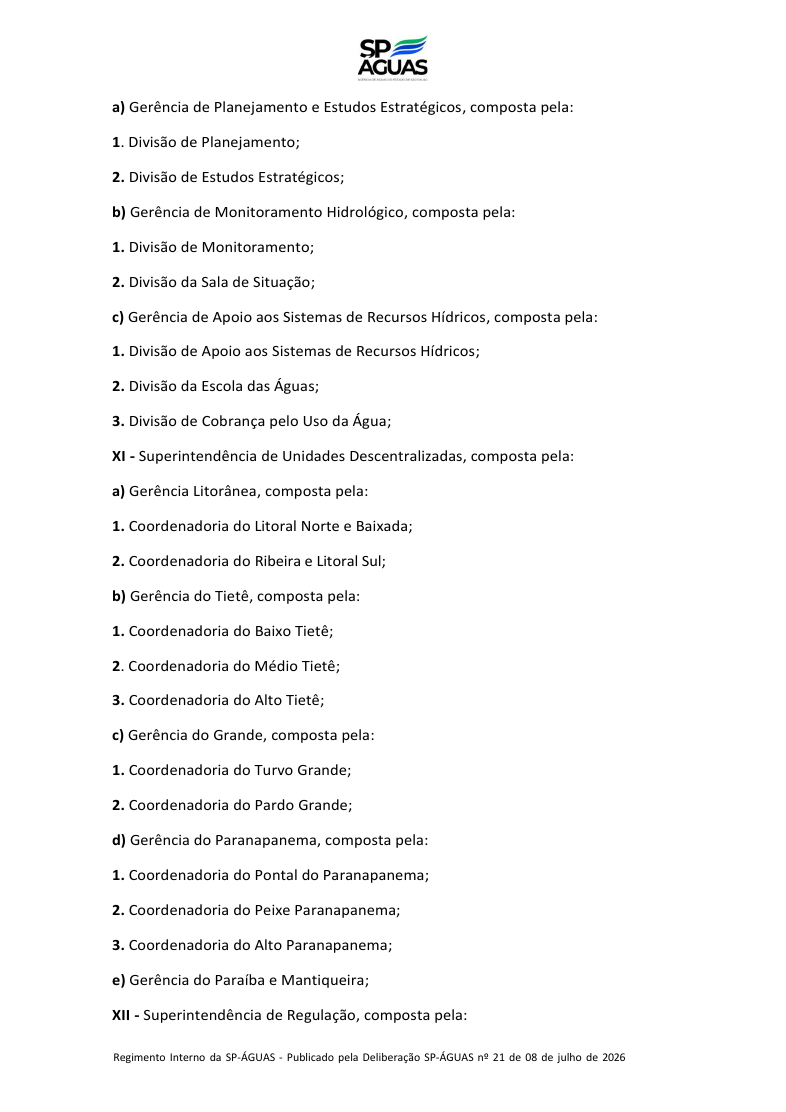 SP
ÁGUAS
a) Gerência de Planejamento e Estudos Estratégicos, composta pela:
1. Divisão de Planejamento;
2. Divisão de Estudos Estratégicos;
b) Gerência de Monitoramento Hidrológico, composta pela:
1. Divisão de Monitoramento;
2. Divisão da Sala de Situação;
c) Gerência de Apoio aos Sistemas de Recursos Hídricos, composta pela:
1. Divisão de Apoio aos Sistemas de Recursos Hídricos;
2. Divisão da Escola das Águas;
3. Divisão de Cobrança pelo Uso da Água;
XI - Superintendência de Unidades Descentralizadas, composta pela:
a) Gerência Litorânea, composta pela:
1. Coordenadoria do Litoral Norte e Baixada;
2. Coordenadoria do Ribeira e Litoral Sul;
b) Gerência do Tietê, composta pela:
1. Coordenadoria do Baixo Tietê;
2. Coordenadoria do Médio Tietê;
3. Coordenadoria do Alto Tietê;
c) Gerência do Grande, composta pela:
1. Coordenadoria do Turvo Grande;
2. Coordenadoria do Pardo Grande;
d) Gerência do Paranapanema, composta pela:
1. Coordenadoria do Pontal do Paranapanema;
2. Coordenadoria do Peixe Paranapanema;
3. Coordenadoria do Alto Paranapanema;
e) Gerência do Paraíba e Mantiqueira;
XII - Superintendência de Regulação, composta pela:
Regimento Interno da SP-ÁGUAS - Publicado pela Deliberação SP-ÁGUAS nº 21 de 08 de julho de 2026